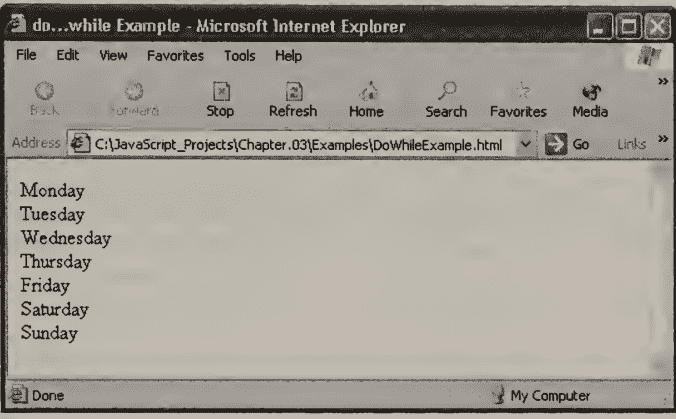 do...while Example - Microsoft Internet Explorer
File Edit View Favorites Tools Help
Back Forward Stop Refresh Home Search Favorites Media »
Address C:\JavaScript_Projects\Chapter.03\Examples\DoWhileExample.html Go Links »
Monday
Tuesday
Wednesday
Thursday
Friday
Saturday
Sunday
Done My Computer